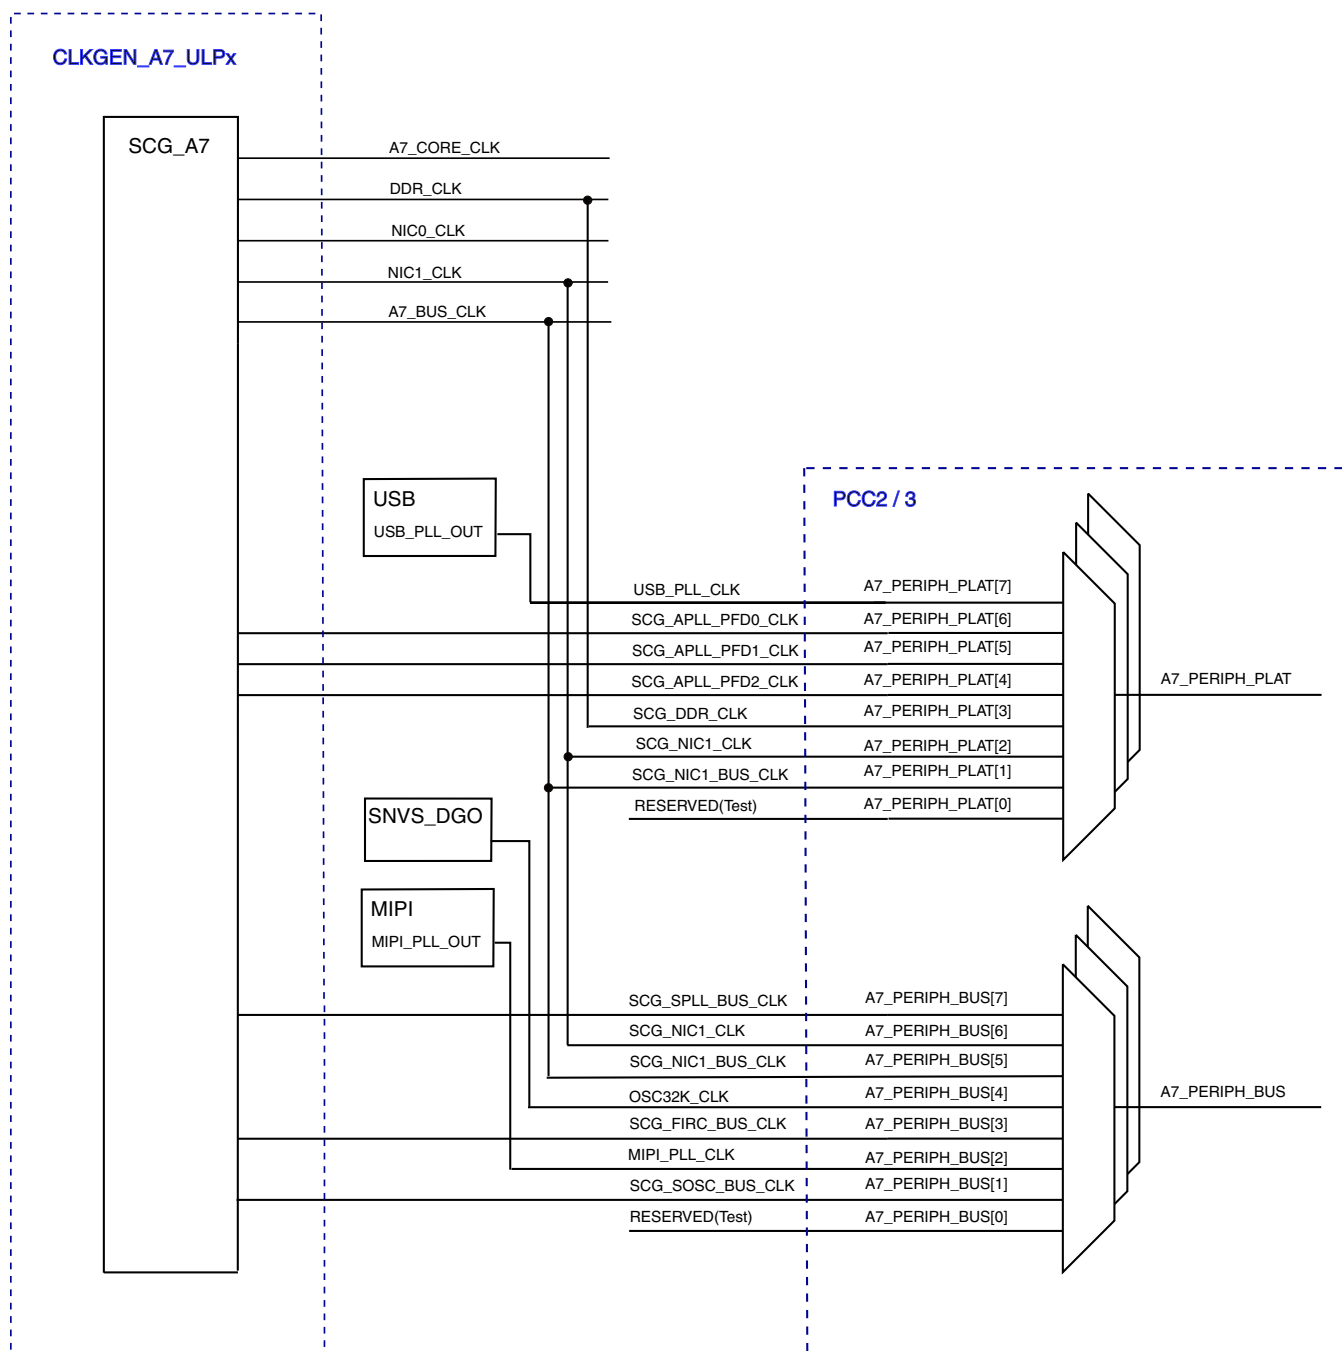 CLKGEN_A7_ULPx
SCG_A7
A7_CORE_CLK
DDR_CLK
NIC0_CLK
NIC1_CLK
A7_BUS_CLK
USB
USB_PLL_OUT
PCC2 / 3
USB_PLL_CLK A7_PERIPH_PLAT[7]
SCG_APLL_PFD0_CLK A7_PERIPH_PLAT[6]
SCG_APLL_PFD1_CLK A7_PERIPH_PLAT[5]
SCG_APLL_PFD2_CLK A7_PERIPH_PLAT[4]
A7_PERIPH_PLAT
SCG_DDR_CLK A7_PERIPH_PLAT[3]
SCG_NIC1_CLK A7_PERIPH_PLAT[2]
SCG_NIC1_BUS_CLK A7_PERIPH_PLAT[1]
RESERVED(Test) A7_PERIPH_PLAT[0]
SNVS_DGO
MIPI
MIPI_PLL_OUT
SCG_SPLL_BUS_CLK A7_PERIPH_BUS[7]
SCG_NIC1_CLK A7_PERIPH_BUS[6]
SCG_NIC1_BUS_CLK A7_PERIPH_BUS[5]
OSC32K_CLK A7_PERIPH_BUS[4]
A7_PERIPH_BUS
SCG_FIRC_BUS_CLK A7_PERIPH_BUS[3]
MIPI_PLL_CLK A7_PERIPH_BUS[2]
SCG_SOSC_BUS_CLK A7_PERIPH_BUS[1]
RESERVED(Test) A7_PERIPH_BUS[0]